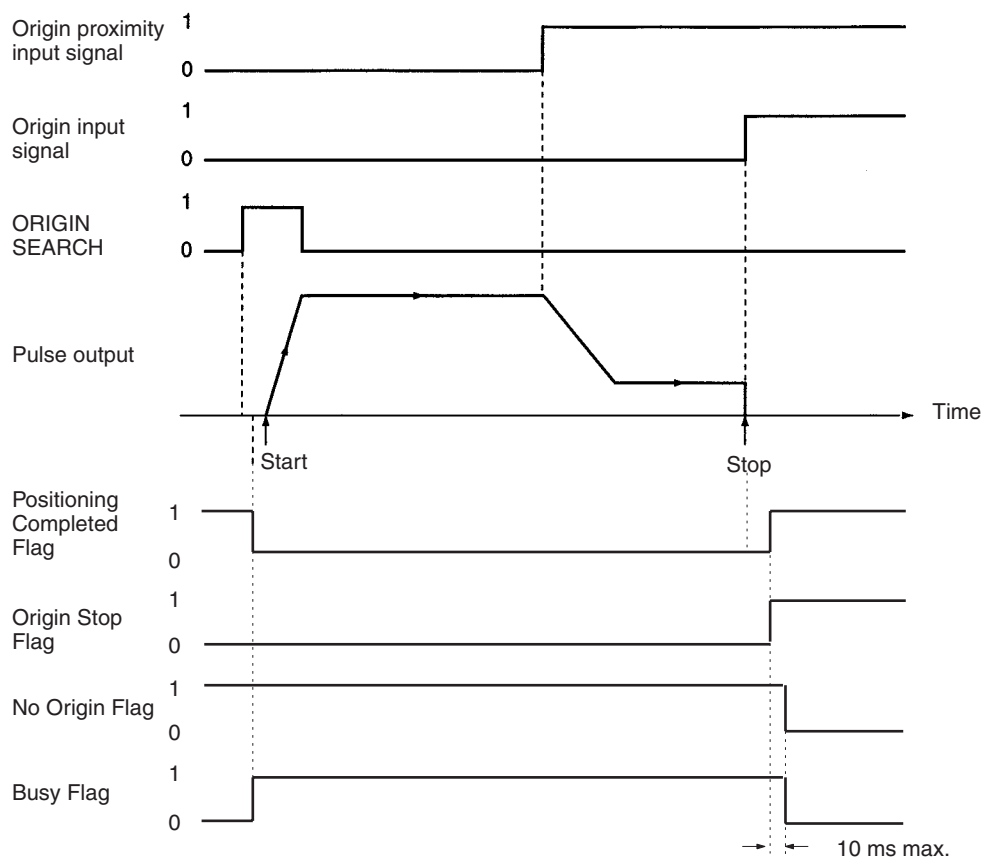 1
Origin proximity
input signal
0
1
Origin input
signal
0
1
ORIGIN
SEARCH
0
Pulse output
Time
Start
Stop
Positioning
Completed
Flag
1
0
1
Origin Stop
Flag
0
1
No Origin Flag
0
1
Busy Flag
0
10 ms max.